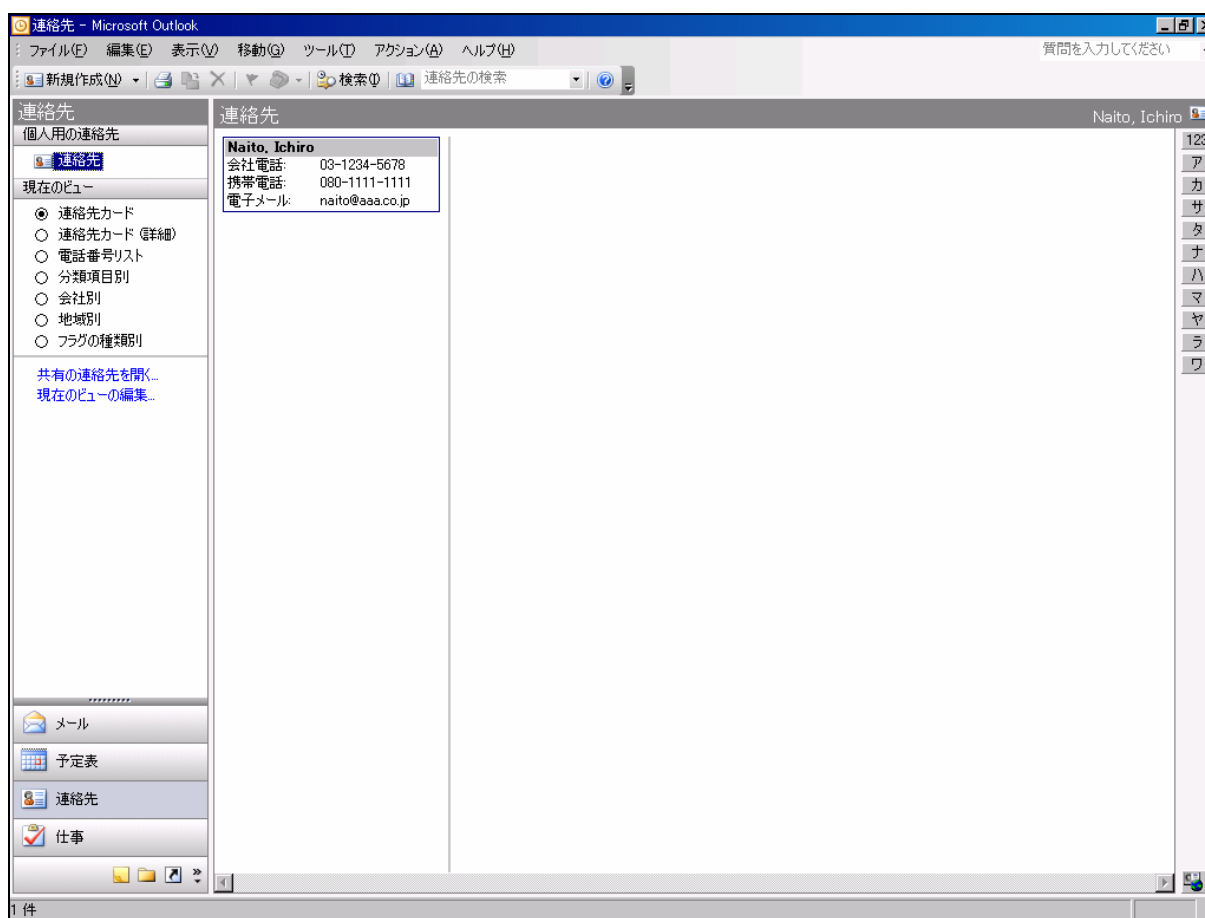 連絡先 - Microsoft Outlook
ファイル(F) 編集(E) 表示(V) 移動(G) ツール(T) アクション(A) ヘルプ(H) 質問を入力してください
新規作成(N) 検索(I) 連絡先の検索
連絡先
個人用の連絡先
連絡先
現在のビュー
連絡先カード
連絡先カード (詳細)
電話番号リスト
分類項目別
会社別
地域別
フラグの種類別
共有の連絡先を開く...
現在のビューの編集...
メール
予定表
連絡先
仕事
連絡先 Naito, Ichiro
Naito, Ichiro
会社電話: 03-1234-5678
携帯電話: 080-1111-1111
電子メール: naito@aaa.co.jp
123
ア
カ
サ
タ
ナ
ハ
マ
ヤ
ラ
ワ
1 件